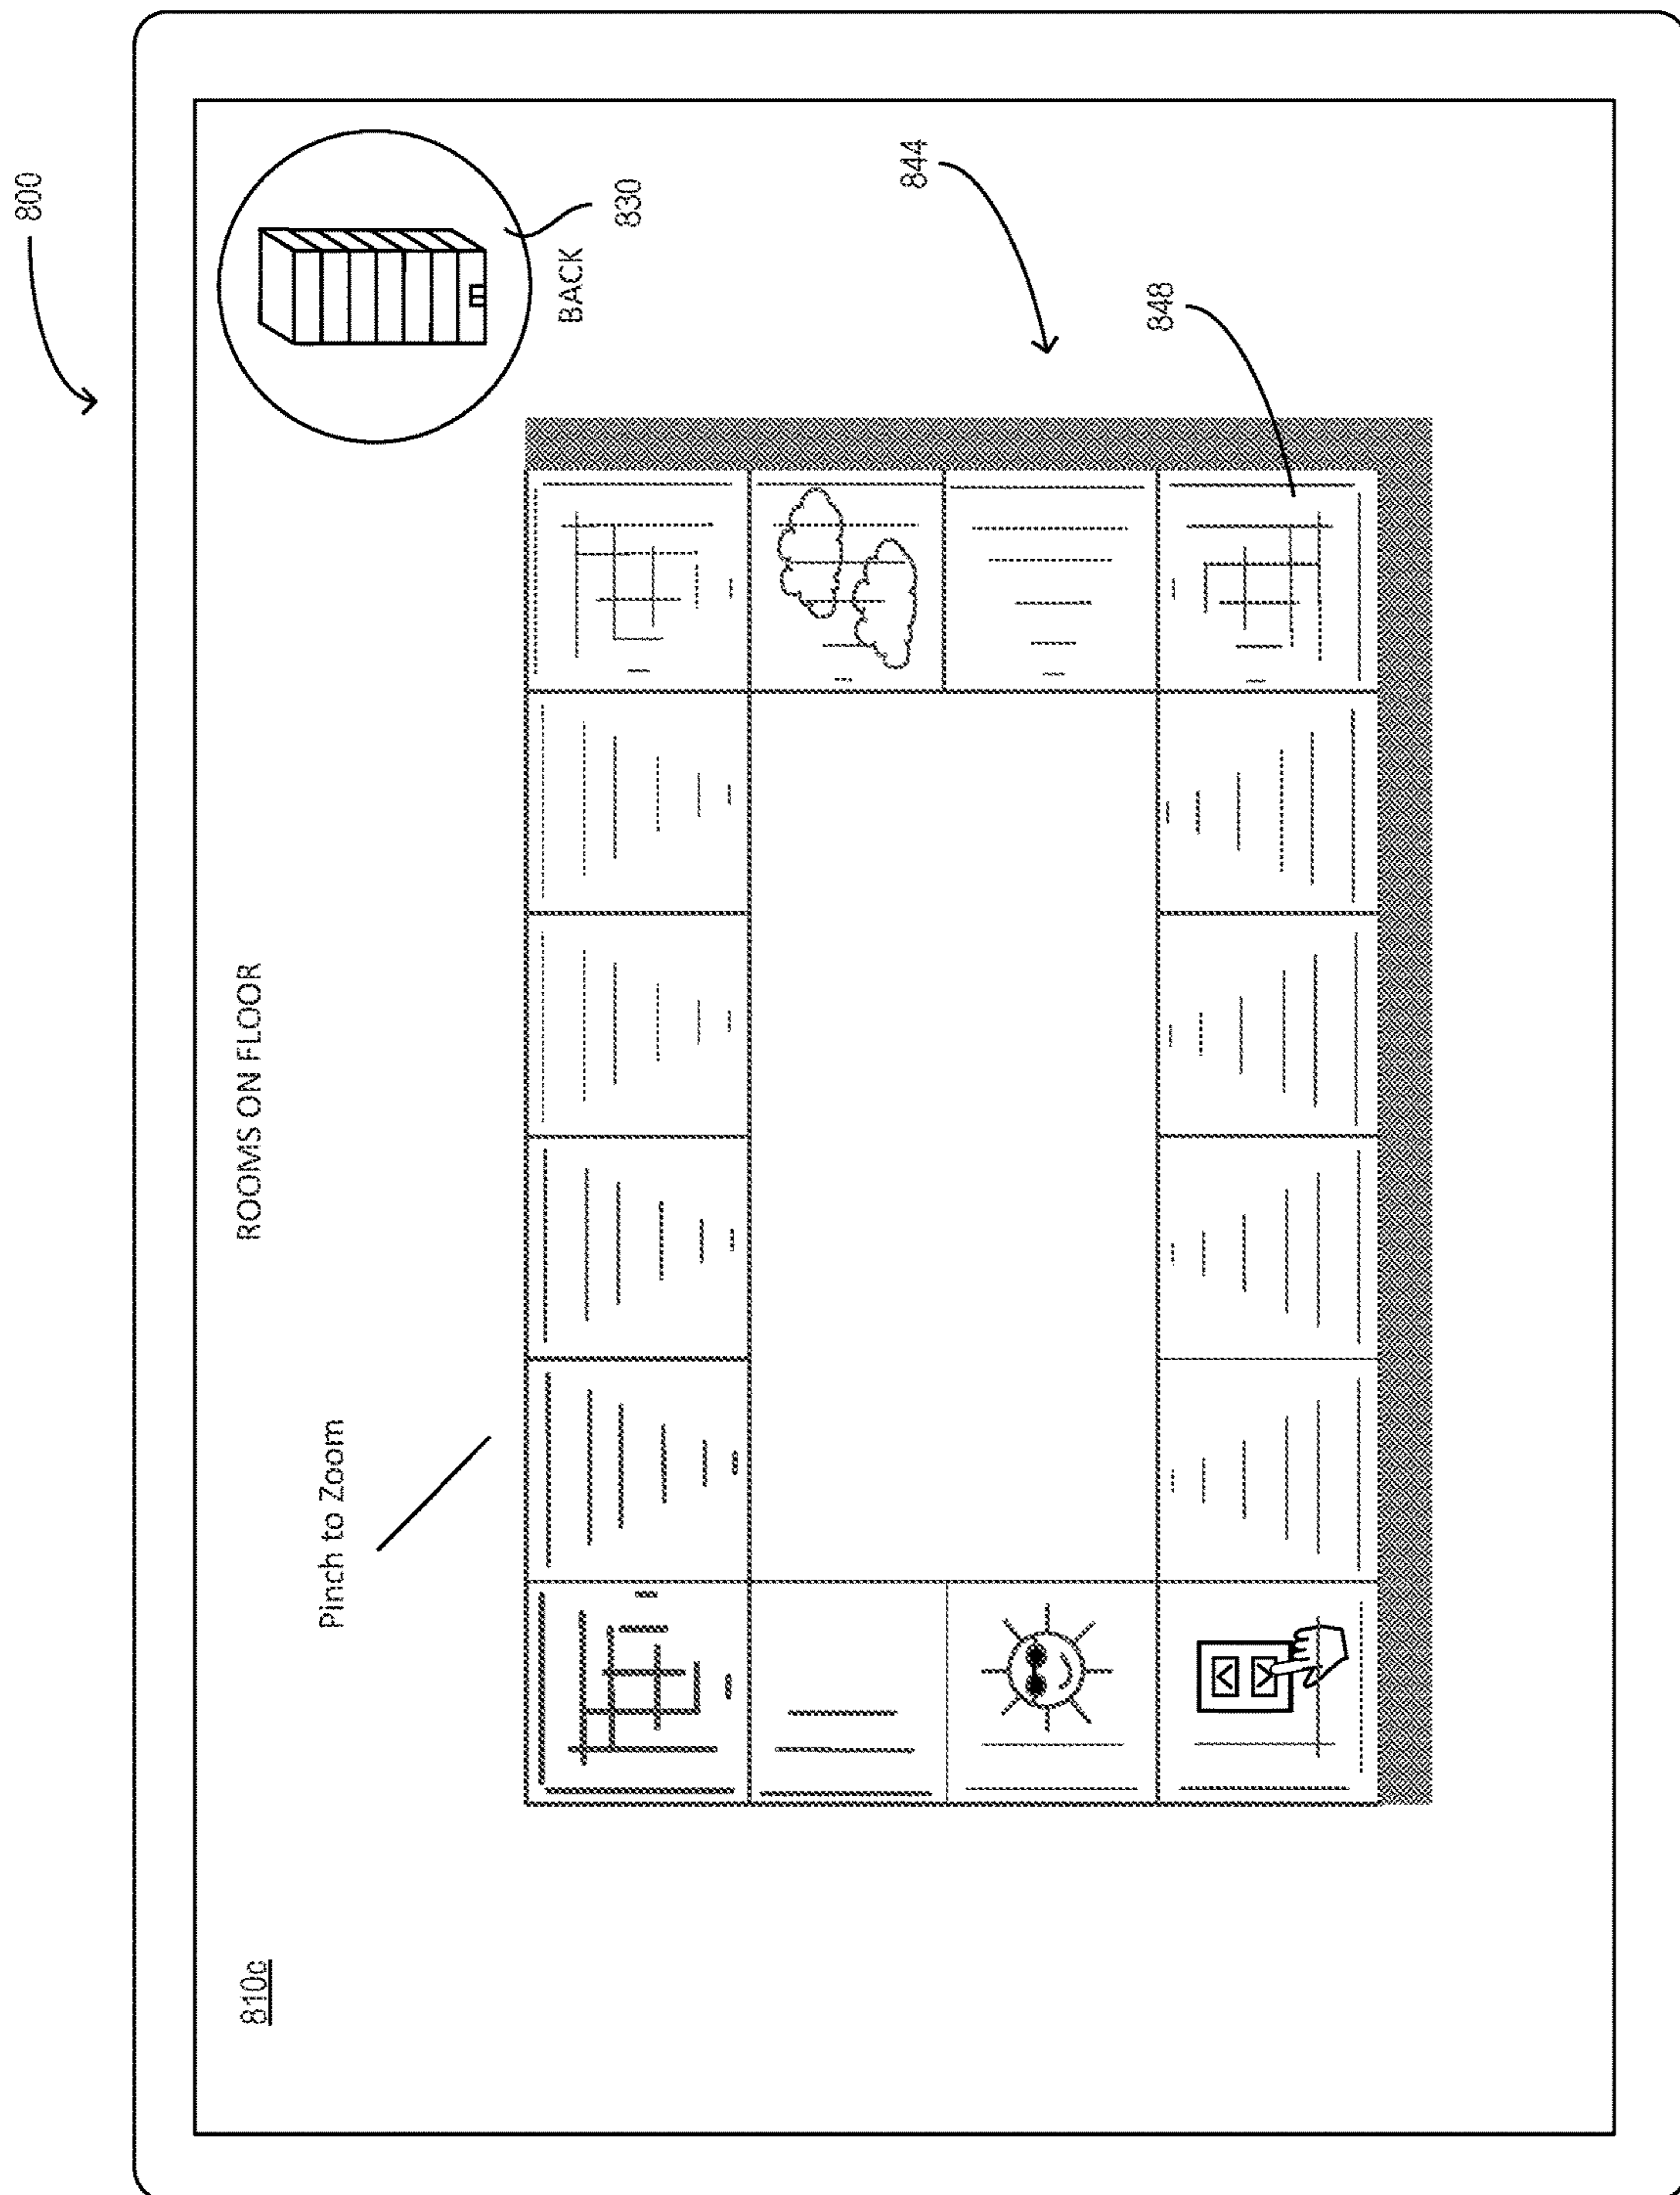 800
810c
ROOMS ON FLOOR
830
BACK
Pinch to Zoom
844
848